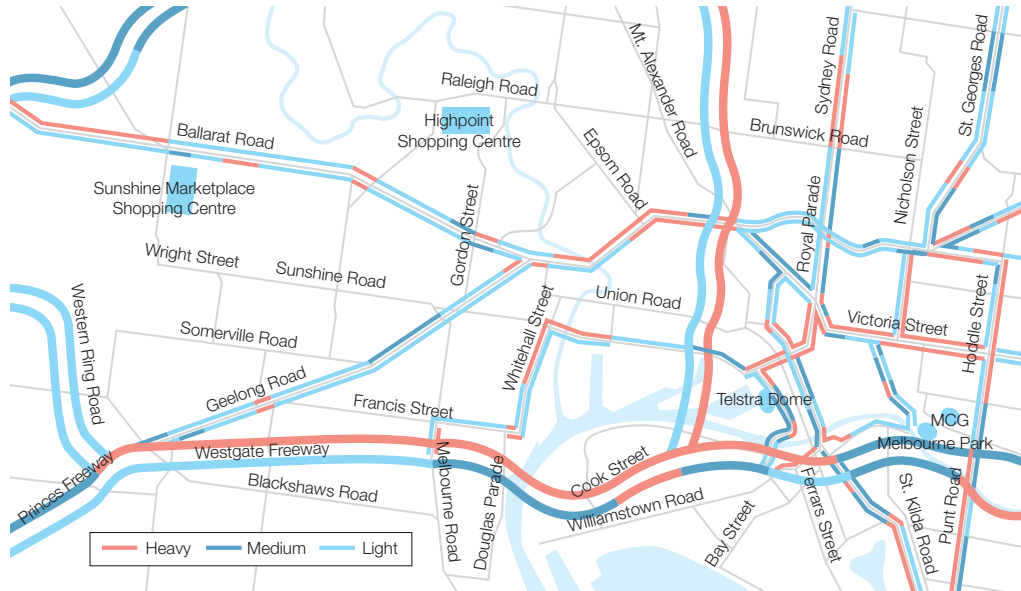 Mt. Alexander Road
Sydney Road
St. Georges Road
Raleigh Road
Highpoint
Shopping Centre
Ballarat Road
Brunswick Road
Epsom Road
Nicholson Street
Sunshine Marketplace
Shopping Centre
Gordon Street
Royal Parade
Wright Street
Sunshine Road
Western Ring Road
Union Road
Whitehall Street
Hoddle Street
Victoria Street
Somerville Road
Geelong Road
Francis Street
Telstra Dome
MCG
Melbourne Park
Westgate Freeway
Princes Freeway
Cook Street
Blackshaws Road
Melbourne Road
Douglas Parade
Williamstown Road
Bay Street
Ferrars Street
St. Kilda Road
Punt Road
Heavy
Medium
Light